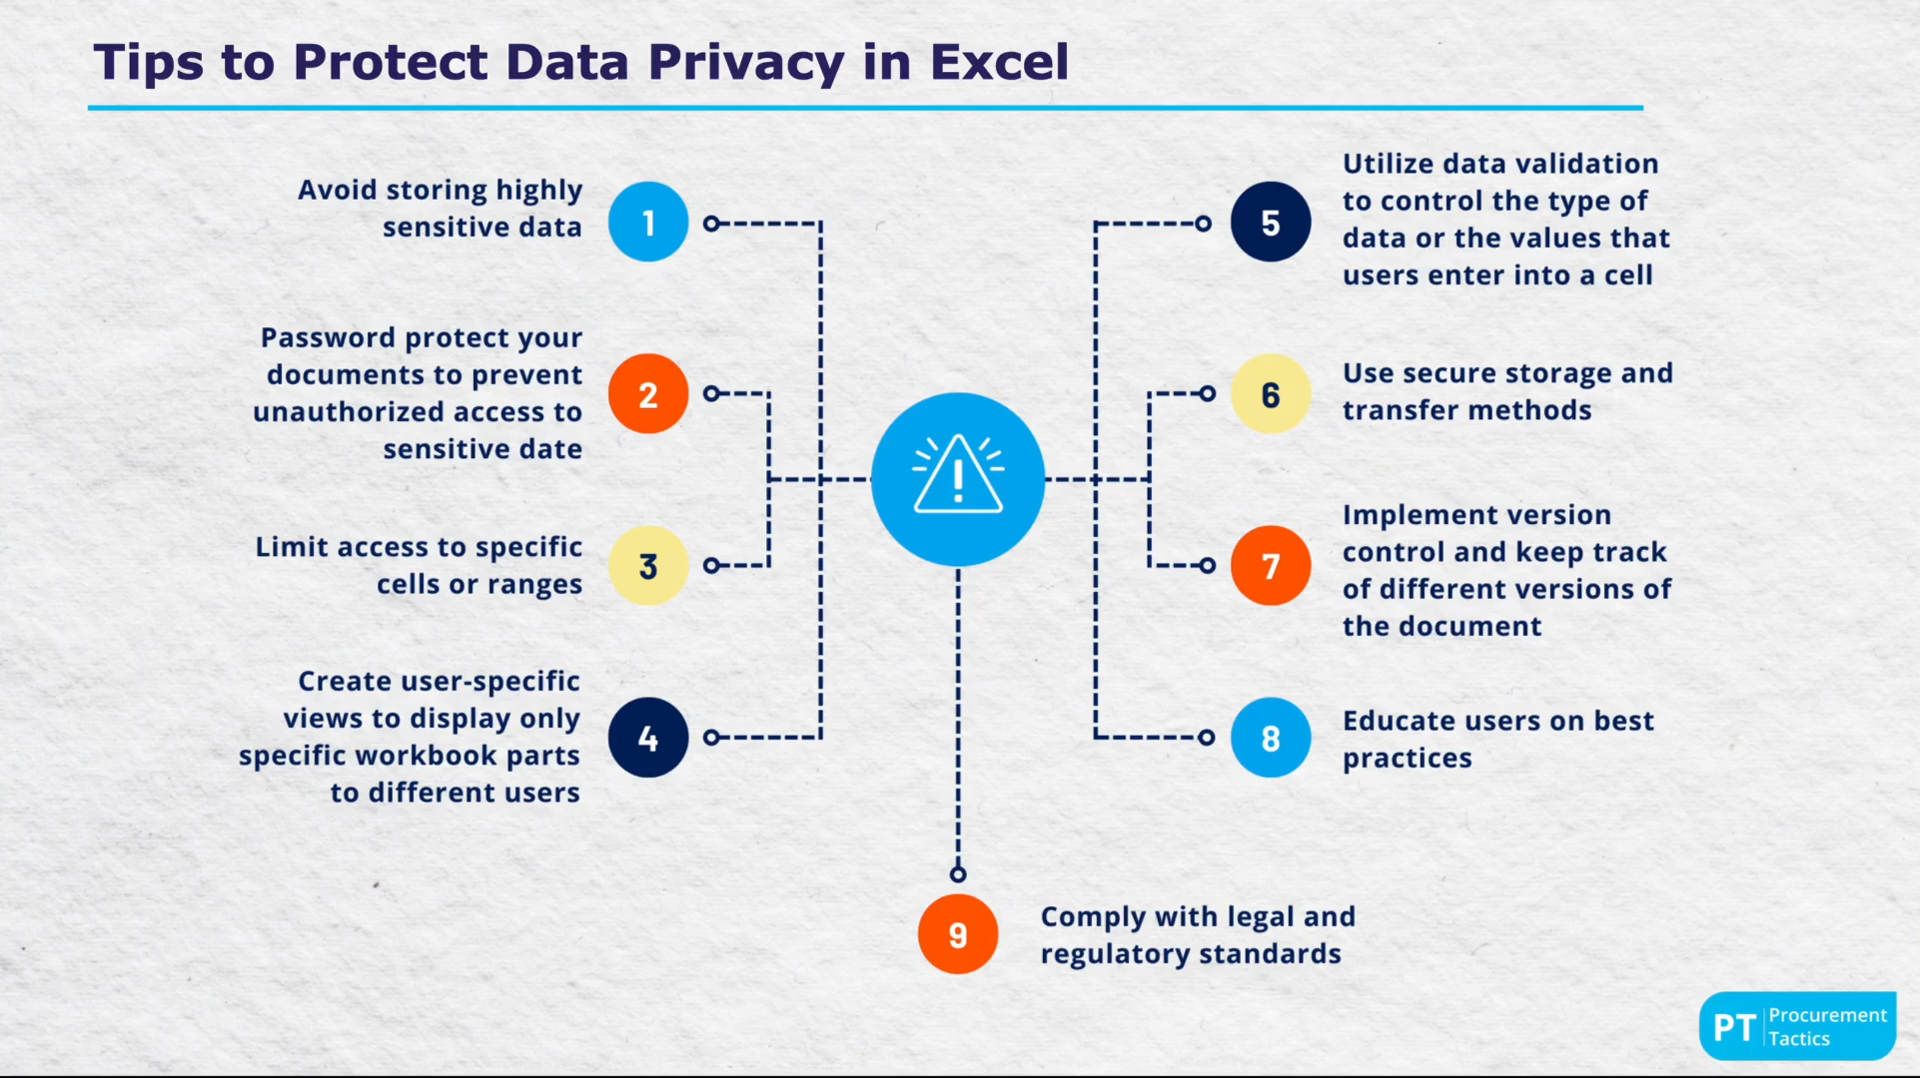 Tips to Protect Data Privacy in Excel
Avoid storing highly
sensitive data
1
Password protect your
documents to prevent
unauthorized access to
sensitive date
2
Limit access to specific
cells or ranges
3
Create user-specific
views to display only
specific workbook parts
to different users
4
5
Utilize data validation
to control the type of
data or the values that
users enter into a cell
6
Use secure storage and
transfer methods
7
Implement version
control and keep track
of different versions of
the document
8
Educate users on best
practices
9
Comply with legal and
regulatory standards
PT
Procurement
Tactics